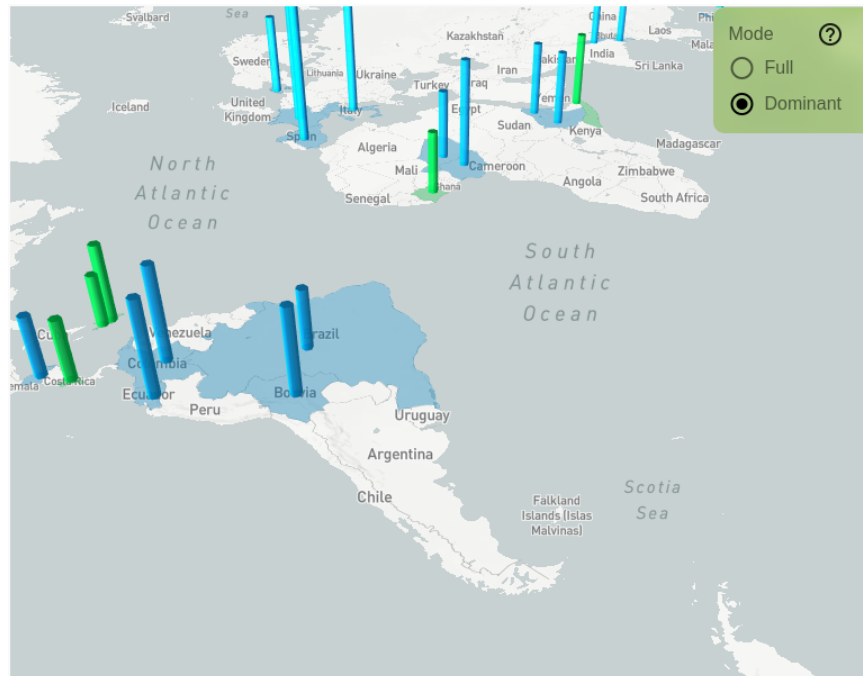 Svalbard
Sea
China
Laos
Kazakhstan
India
Sri Lanka
Iran
Sweden
Lithuania
Ukraine
Turkey
Iraq
Iceland
United
Kingdom
Italy
Egypt
Yemen
Spain
Sudan
Kenya
Algeria
Madagascar
Mali
Cameroon
Ghana
Zimbabwe
Angola
South Africa
Senegal
North
Atlantic
Ocean
South
Atlantic
Ocean
Venezuela
Brazil
Colombia
Costa Rica
Ecuador
Bolivia
Peru
Uruguay
Argentina
Chile
Falkland
Islands (Islas
Malvinas)
Scotia
Sea
Mode
?
Full
Dominant